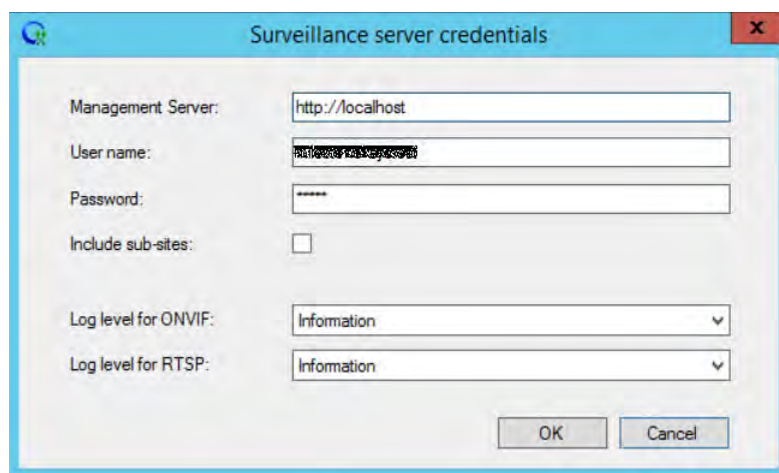 Surveillance server credentials
x
Management Server: http://localhost
User name:
Password: *****
Include sub-sites:
Log level for ONVIF: Information
Log level for RTSP: Information
OK Cancel